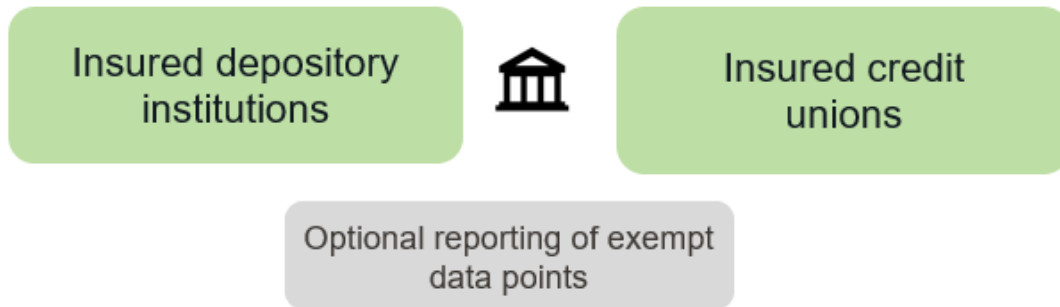 Insured depository
institutions
Insured credit
unions
Optional reporting of exempt
data points